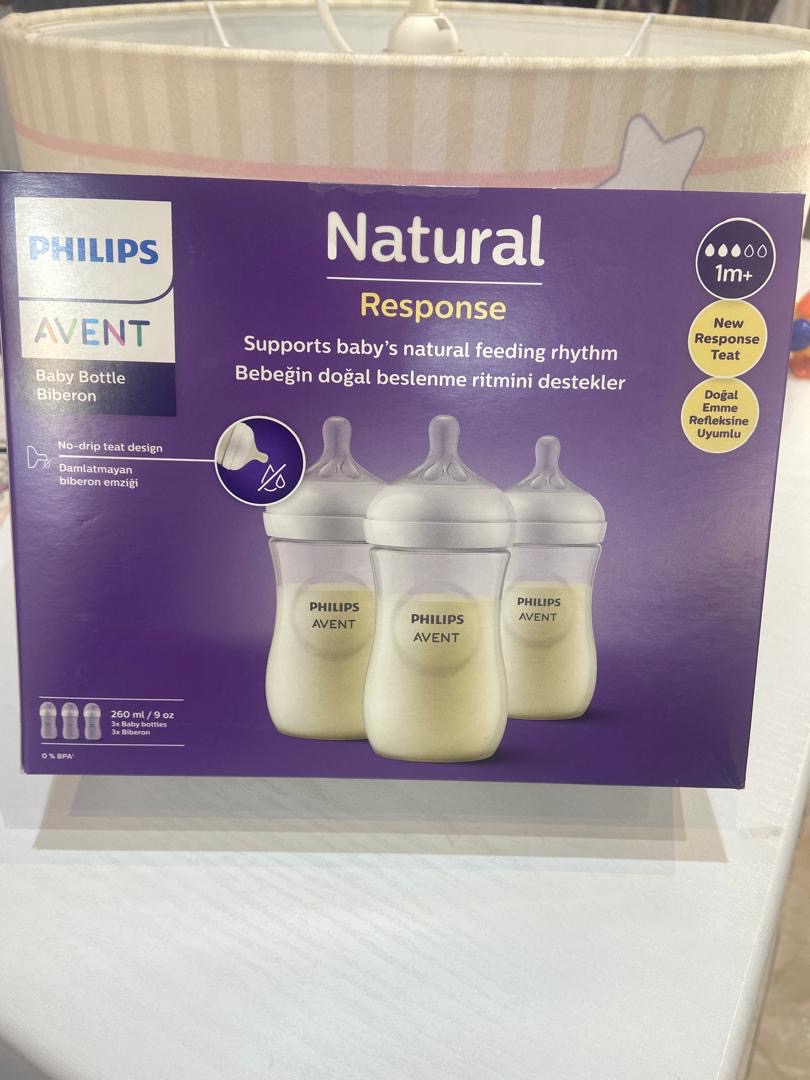 PHILIPS
AVENT
Baby Bottle
Biberon
Natural
Response
Supports baby's natural feeding rhythm
Bebeğin doğal beslenme ritmini destekler
1m+
New
Response
Teat
Doğal
Emme
Refleksine
Uyumlu
No-drip teat design
Damlatmayan
biberon emziği
PHILIPS
AVENT
PHILIPS
AVENT
PHILIPS
AVENT
260 ml / 9 oz
3x Baby bottles
3x Biberon
0 % BPA¹